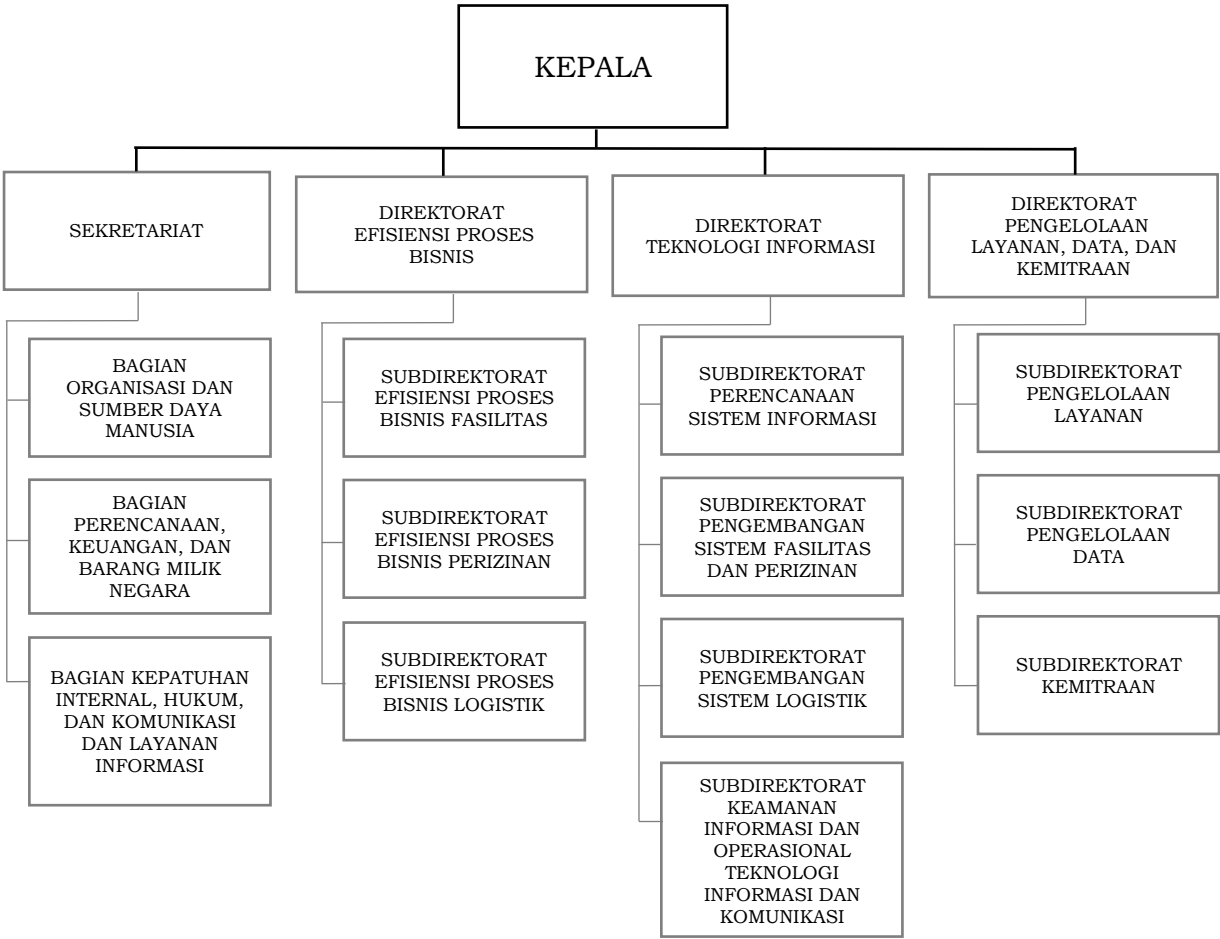 KEPALA
SEKRETARIAT
DIREKTORAT
EFISIENSI PROSES
BISNIS
DIREKTORAT
TEKNOLOGI INFORMASI
DIREKTORAT
PENGELOLAAN
LAYANAN, DATA, DAN
KEMITRAAN
BAGIAN
ORGANISASI DAN
SUMBER DAYA
MANUSIA
BAGIAN
PERENCANAAN,
KEUANGAN, DAN
BARANG MILIK
NEGARA
BAGIAN KEPATUHAN
INTERNAL, HUKUM,
DAN KOMUNIKASI
DAN LAYANAN
INFORMASI
SUBDIREKTORAT
EFISIENSI PROSES
BISNIS FASILITAS
SUBDIREKTORAT
EFISIENSI PROSES
BISNIS PERIZINAN
SUBDIREKTORAT
EFISIENSI PROSES
BISNIS LOGISTIK
SUBDIREKTORAT
PERENCANAAN
SISTEM INFORMASI
SUBDIREKTORAT
PENGEMBANGAN
SISTEM FASILITAS
DAN PERIZINAN
SUBDIREKTORAT
PENGEMBANGAN
SISTEM LOGISTIK
SUBDIREKTORAT
KEAMANAN
INFORMASI DAN
OPERASIONAL
TEKNOLOGI
INFORMASI DAN
KOMUNIKASI
SUBDIREKTORAT
PENGELOLAAN
LAYANAN
SUBDIREKTORAT
PENGELOLAAN
DATA
SUBDIREKTORAT
KEMITRAAN